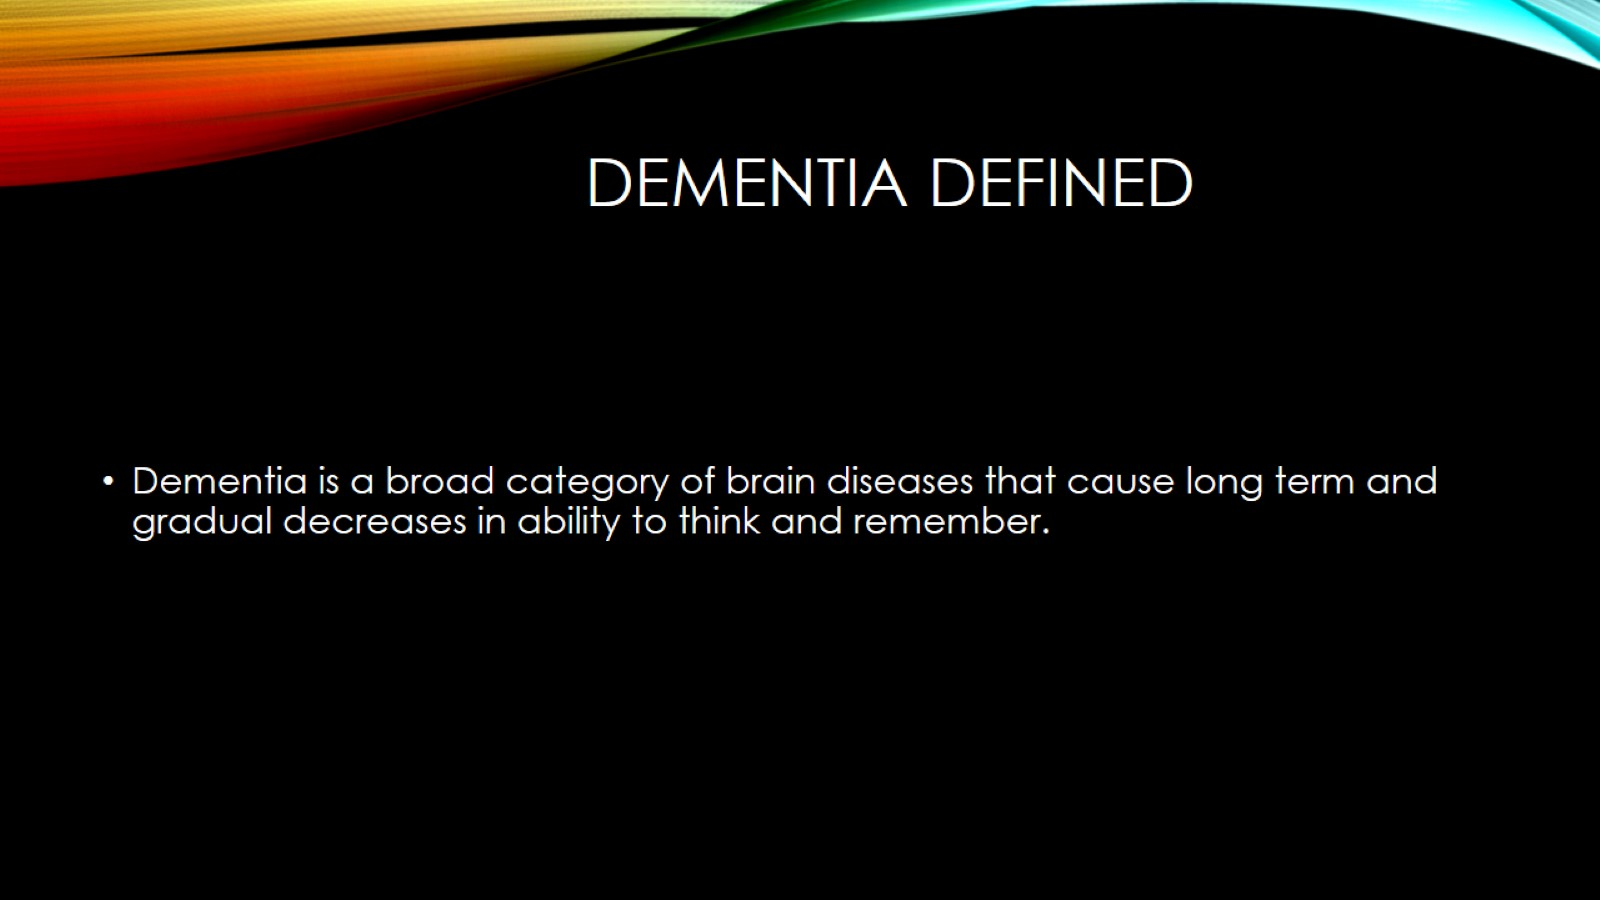 DEMENTIA DEFINED
• Dementia is a broad category of brain diseases that cause long term and
gradual decreases in ability to think and remember.